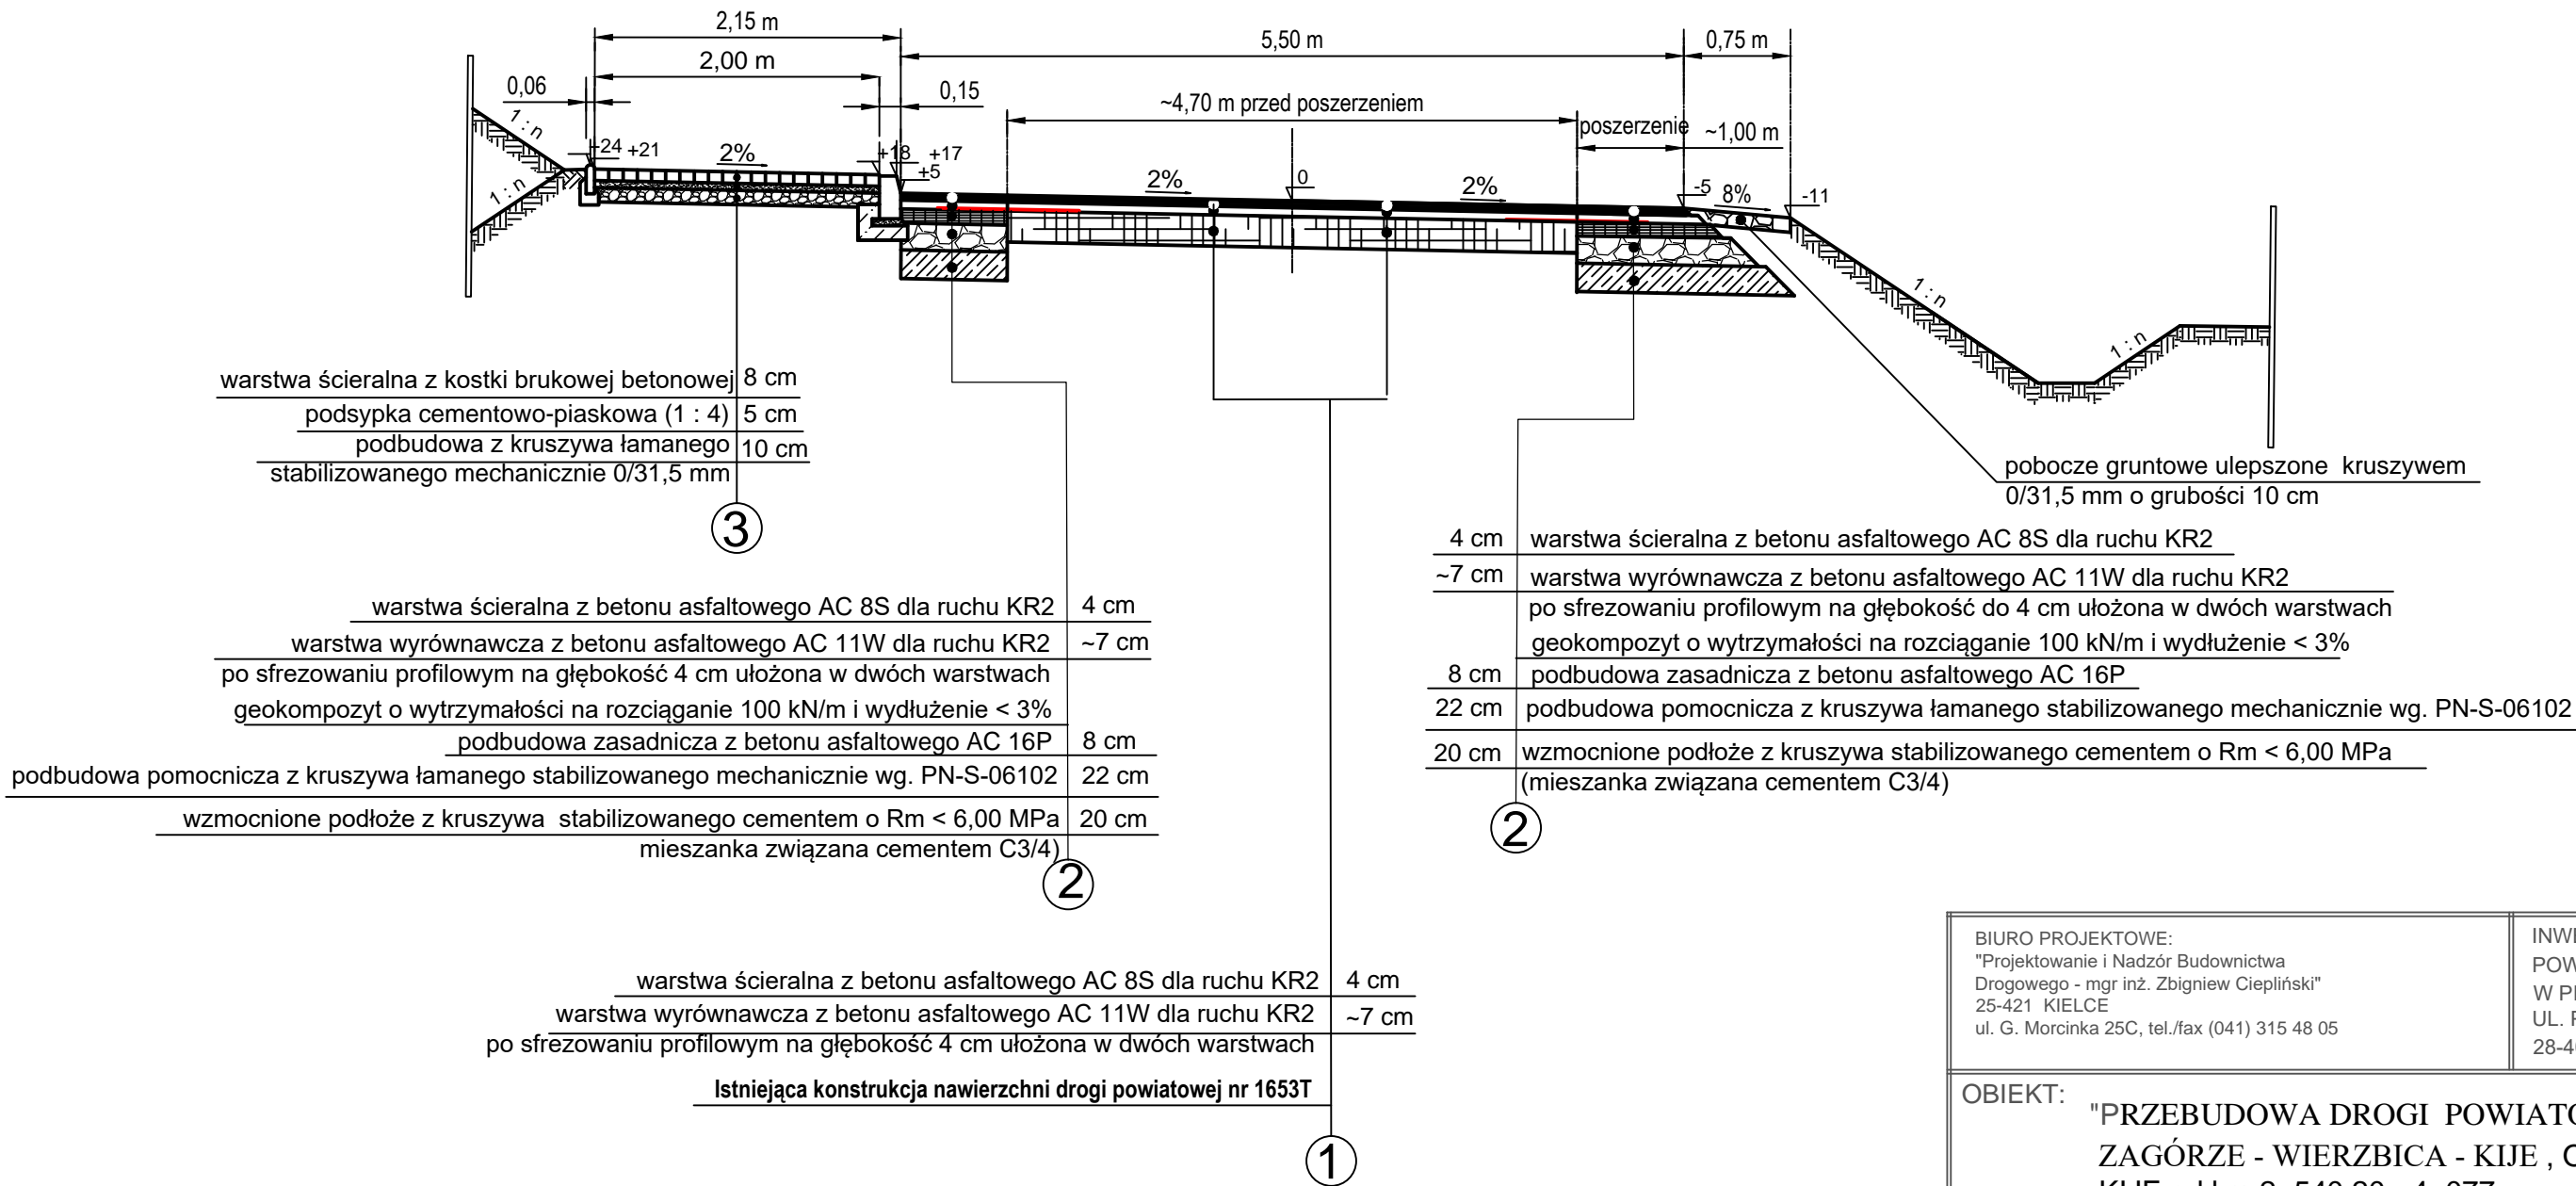 2,15 m
5,50 m
0,75 m
2,00 m
0,06
0,15
~4,70 m przed poszerzeniem
poszerzenie
~1,00 m
1 : n
1 : n
+24
+21
2%
+18
+17
+5
2%
0
2%
-5
8%
-11
1 : n
1 : n
warstwa ścieralna z kostki brukowej betonowej 8 cm
podsypka cementowo-piaskowa (1 : 4) 5 cm
podbudowa z kruszywa łamanego 10 cm
stabilizowanego mechanicznie 0/31,5 mm
3
pobocze gruntowe ulepszone kruszywem
0/31,5 mm o grubości 10 cm
warstwa ścieralna z betonu asfaltowego AC 8S dla ruchu KR2 4 cm
warstwa wyrównawcza z betonu asfaltowego AC 11W dla ruchu KR2 ~7 cm
po sfrezowaniu profilowym na głębokość 4 cm ułożona w dwóch warstwach
geokompozyt o wytrzymałości na rozciąganie 100 kN/m i wydłużenie < 3%
podbudowa zasadnicza z betonu asfaltowego AC 16P 8 cm
podbudowa pomocnicza z kruszywa łamanego stabilizowanego mechanicznie wg. PN-S-06102 22 cm
wzmocnione podłoże z kruszywa stabilizowanego cementem o Rm < 6,00 MPa 20 cm
mieszanka związana cementem C3/4)
2
4 cm warstwa ścieralna z betonu asfaltowego AC 8S dla ruchu KR2
~7 cm warstwa wyrównawcza z betonu asfaltowego AC 11W dla ruchu KR2
po sfrezowaniu profilowym na głębokość do 4 cm ułożona w dwóch warstwach
geokompozyt o wytrzymałości na rozciąganie 100 kN/m i wydłużenie < 3%
8 cm podbudowa zasadnicza z betonu asfaltowego AC 16P
22 cm podbudowa pomocnicza z kruszywa łamanego stabilizowanego mechanicznie wg. PN-S-06102
20 cm wzmocnione podłoże z kruszywa stabilizowanego cementem o Rm < 6,00 MPa
(mieszanka związana cementem C3/4)
2
warstwa ścieralna z betonu asfaltowego AC 8S dla ruchu KR2 4 cm
warstwa wyrównawcza z betonu asfaltowego AC 11W dla ruchu KR2 ~7 cm
po sfrezowaniu profilowym na głębokość 4 cm ułożona w dwóch warstwach
Istniejąca konstrukcja nawierzchni drogi powiatowej nr 1653T
1
BIURO PROJEKTOWE:
"Projektowanie i Nadzór Budownictwa
Drogowego - mgr inż. Zbigniew Ciepliński"
25-421 KIELCE
ul. G. Morcinka 25C, tel./fax (041) 315 48 05
OBIEKT:
"PRZEBUDOWA DROGI
ZAGÓRZE - WIERZBICA - KIJE ,